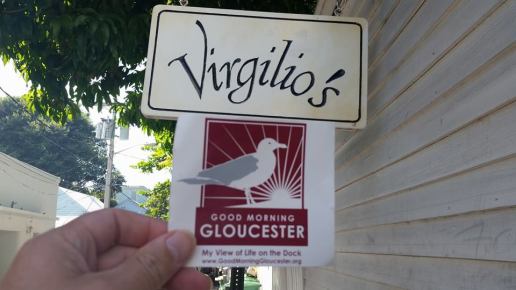 Virgilio's
GOOD MORNING
GLOUCESTER
My View of Life on the Dock
www.GoodMorningGloucester.org